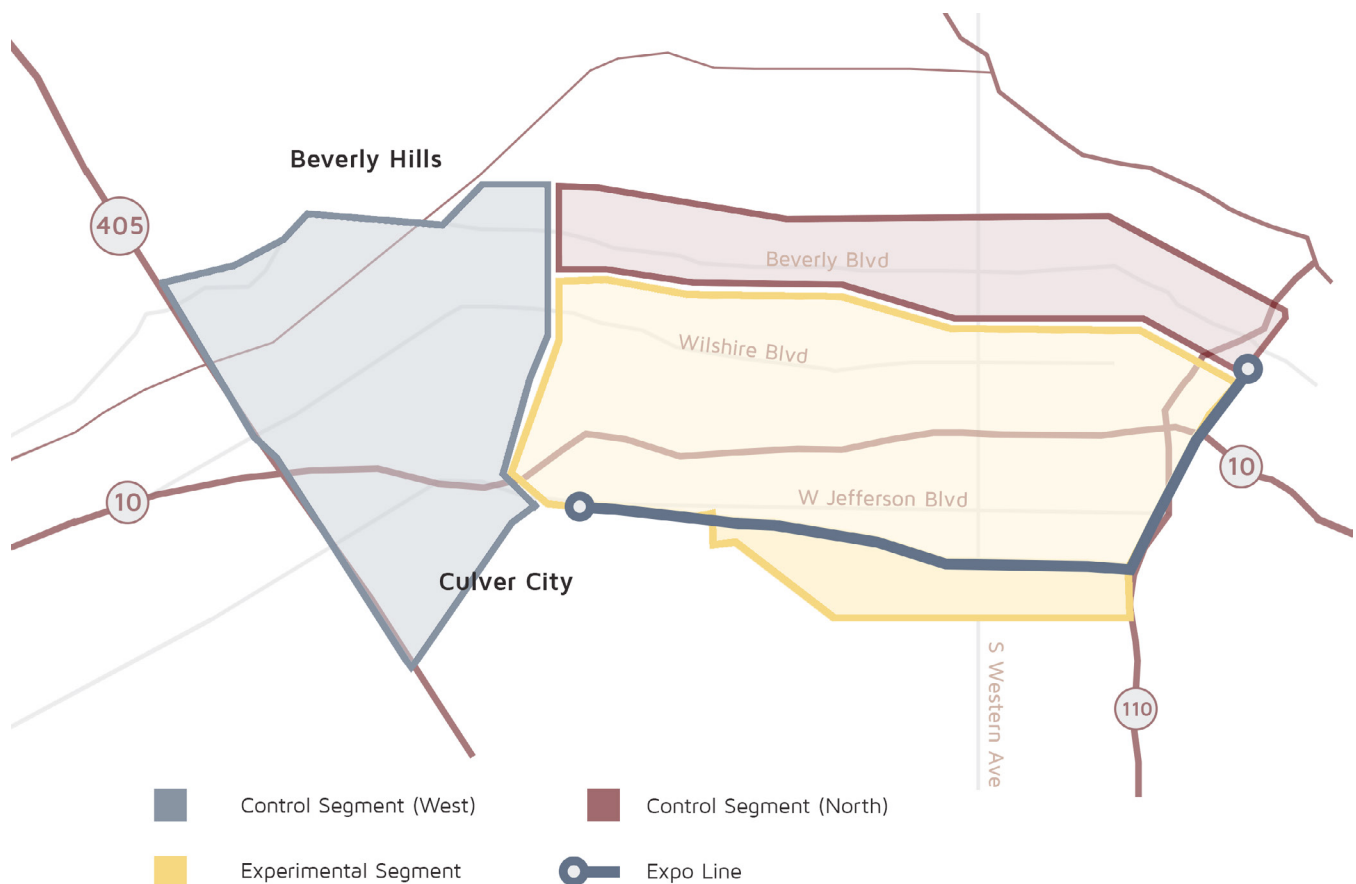 Beverly Hills
405
Beverly Blvd
Wilshire Blvd
10
W Jefferson Blvd
10
Culver City
S Western Ave
110
Control Segment (West)
Control Segment (North)
Experimental Segment
Expo Line